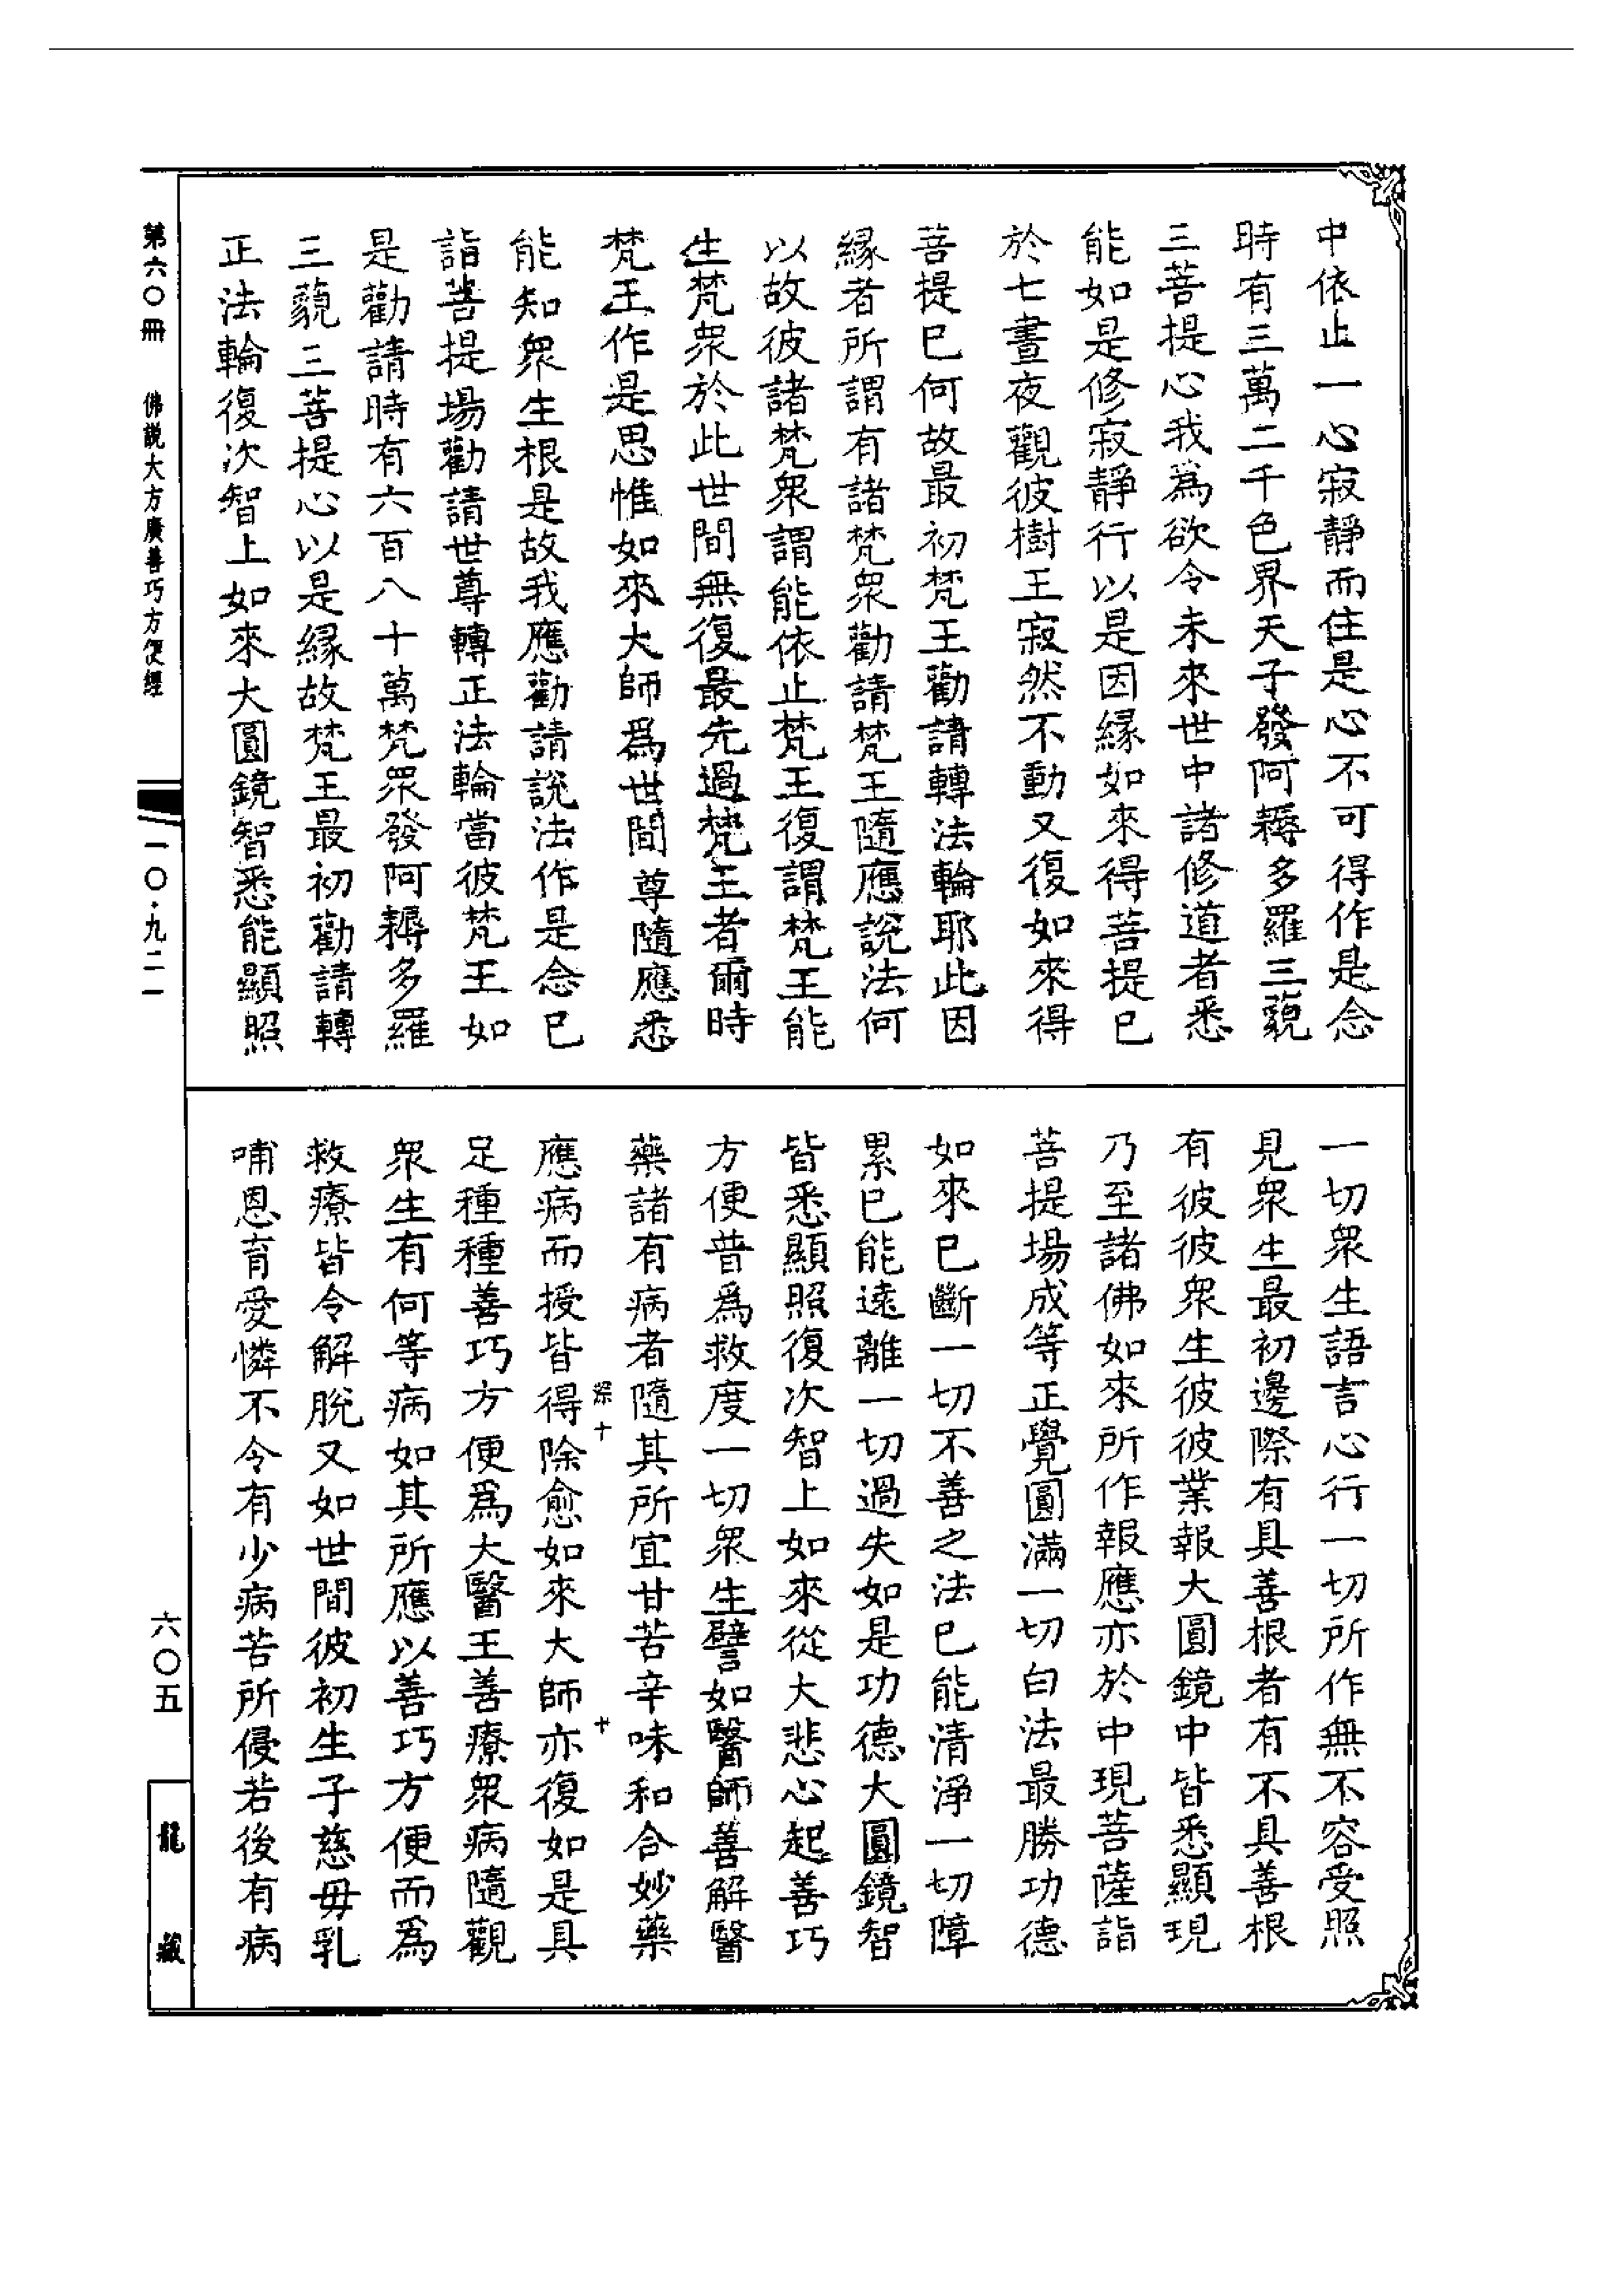 中依止一心寂靜而住是心不可得作是念
時有三萬二千色界天子發阿耨多羅三藐
三菩提心我爲欲令未來世中諸修道者悉
能如是修寂靜行以是因縁如來得菩提已
於七晝夜觀彼樹王寂然不動又復如來得
菩提已何故最初梵王勸請轉法輪耶此因
縁者所謂有諸梵衆勸請梵王隨應說法何
以故彼諸梵衆謂能依止梵王復謂梵王能
生梵衆於此世間無復最先過梵王者爾時
梵王作是思惟如來大師爲世間尊隨應悉
能知衆生根是故我應勸請說法作是念已
詣菩提場勸請世尊轉正法輪當彼梵王如
是勸請時有六百八十萬梵衆發阿耨多羅
三藐三菩提心以是縁故梵王最初勸請轉
正法輪復次智上如來大圓鏡智悉能顯照
一切衆生語言心行一切所作無不容受照
見衆生最初邊際有具善根者有不具善根
有彼彼衆生彼彼業報大圓鏡中皆悉顯現
乃至諸佛如來所作報應亦於中現菩薩詣
菩提場成等正覺圓滿一切白法最勝功德
如來已斷一切不善之法已能清淨一切障
累已能遠離一切過失如是功德大圓鏡智
皆悉顯照復次智上如來從大悲心起善巧
方便普爲救度一切衆生譬如醫師善解醫
藥諸有病者隨其所宜甘苦辛味和合妙藥
深十 十
應病而授皆得除愈如來大師亦復如是具
足種種善巧方便爲大醫王善療衆病隨觀
衆生有何等病如其所應以善巧方便而爲
救療皆令解脫又如世間彼初生子慈毋乳
哺恩育愛憐不令有少病苦所侵若後有病
第六〇冊 佛說大方廣善巧方便經
一〇·九二一
六〇五
龍藏